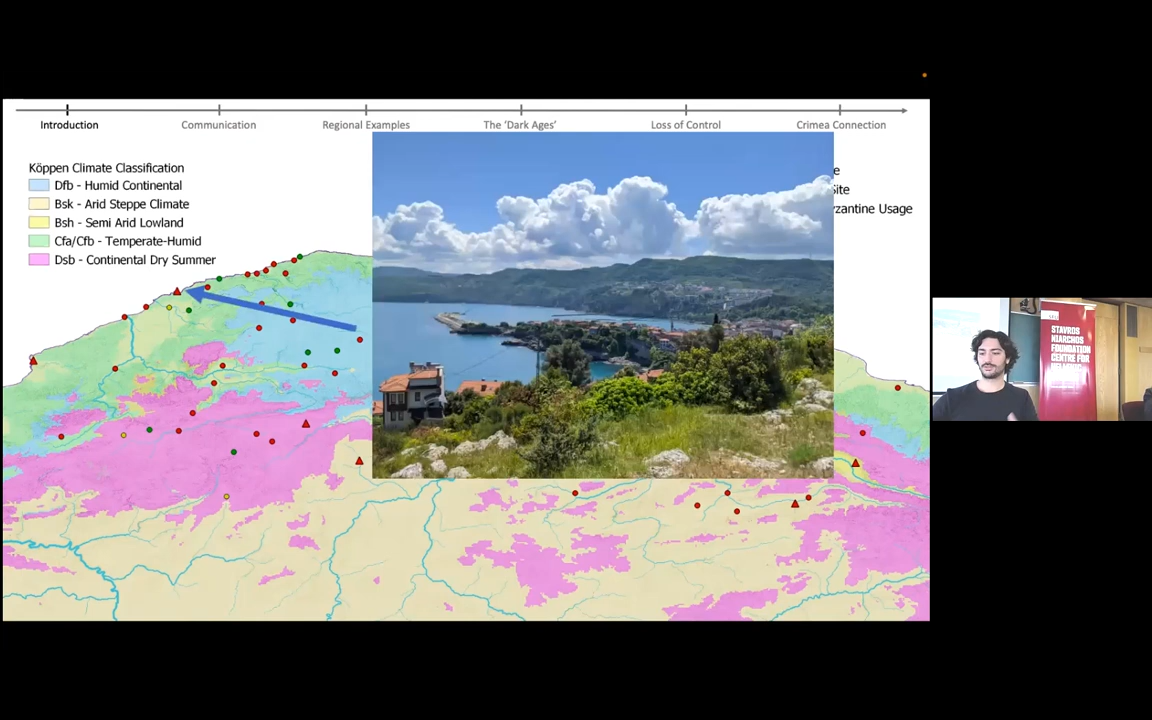 Introduction
Communication
Regional Examples
The ‘Dark Ages’
Loss of Control
Crimea Connection
Köppen Climate Classification
Dfb - Humid Continental
Bsk - Arid Steppe Climate
Bsh - Semi Arid Lowland
Cfa/Cfb - Temperate-Humid
Dsb - Continental Dry Summer
Usage
STAVROS
NIARCHOS
FOUNDATION
CENTRE FOR